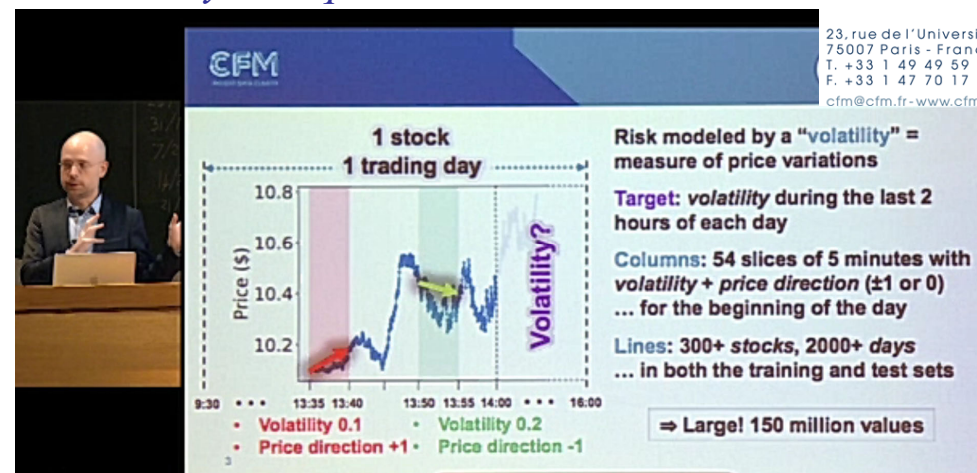 23, rue de l'Universi
75007 Paris - Franc
T. +33 1 49 49 59
F. +33 1 47 70 17
cfm@cfm.fr - www.cfm
CFM
1 stock
1 trading day
Price ($)
10.8
10.6
10.4
10.2
Volatility?
9:30 • • • 13:35 13:40 13:50 13:55 14:00 • • • 16:00
• Volatility 0.1
• Price direction +1
• Volatility 0.2
• Price direction -1
3
Risk modeled by a “volatility” =
measure of price variations
Target: volatility during the last 2
hours of each day
Columns: 54 slices of 5 minutes with
volatility + price direction (±1 or 0)
... for the beginning of the day
Lines: 300+ stocks, 2000+ days
... in both the training and test sets
⇒ Large! 150 million values